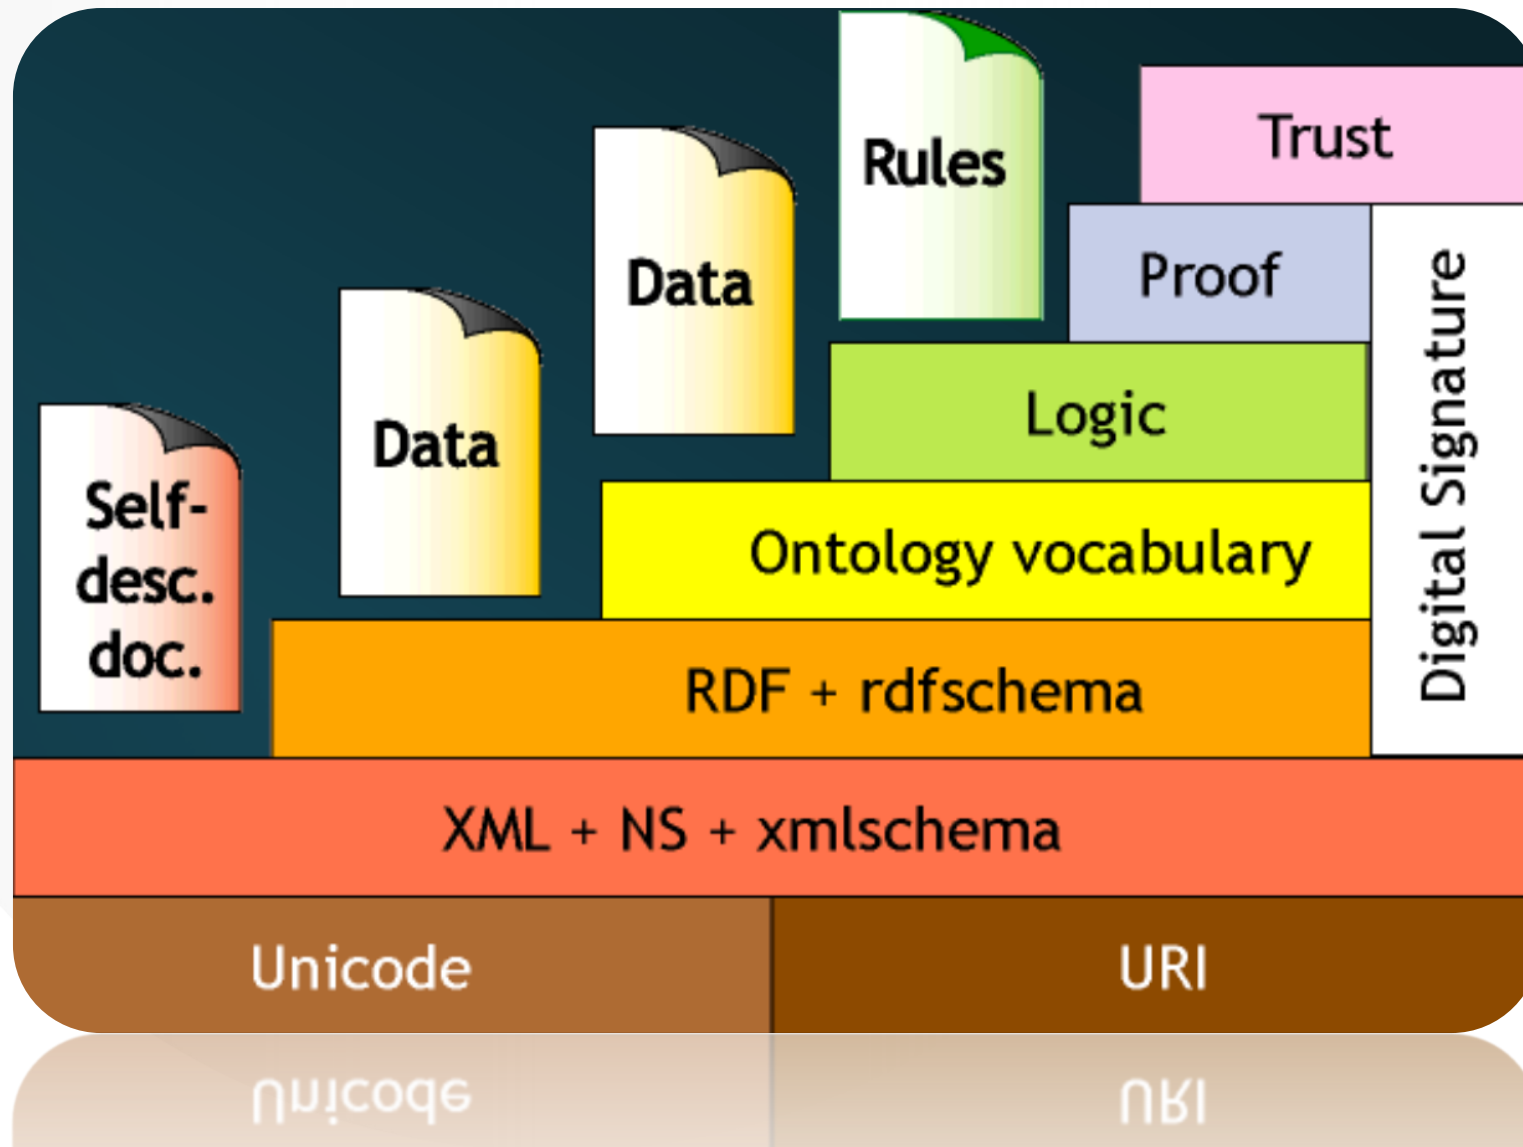 Rules
Trust
Data
Proof
Data
Logic
Digital Signature
Self-
desc.
doc.
Ontology vocabulary
RDF + rdfschema
XML + NS + xmlschema
Unicode
URI